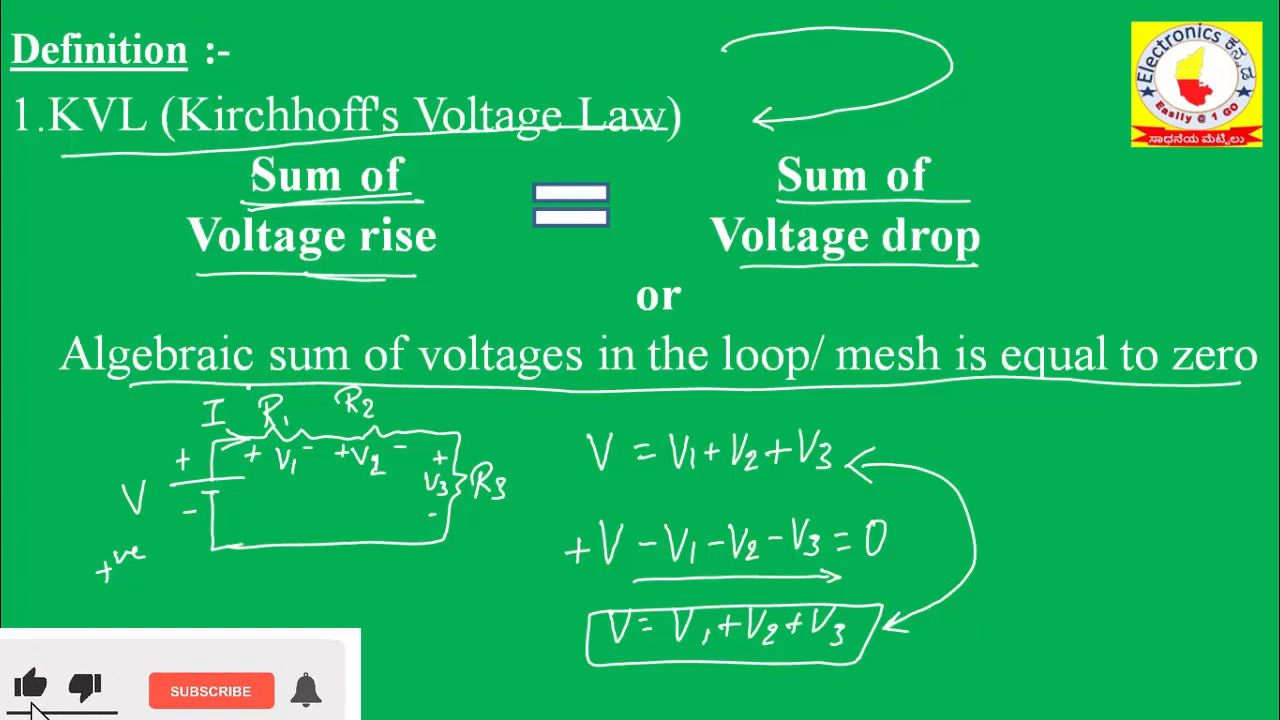 Definition :-
1.KVL (Kirchhoff's Voltage Law)
Sum of
Voltage rise
Sum of
Voltage drop
or
Algebraic sum of voltages in the loop/ mesh is equal to zero
I R1 R2
+ + V1 - + V2 - +
V V3 R3
- -
+ve
V = V1 + V2 + V3
+V - V1 - V2 - V3 = 0
V = V1 + V2 + V3
Electronics ಕನ್ನಡ
Easily @ 1 GO
ಸಾಧನೆಯ ಮೆಟ್ಟಿಲು
SUBSCRIBE